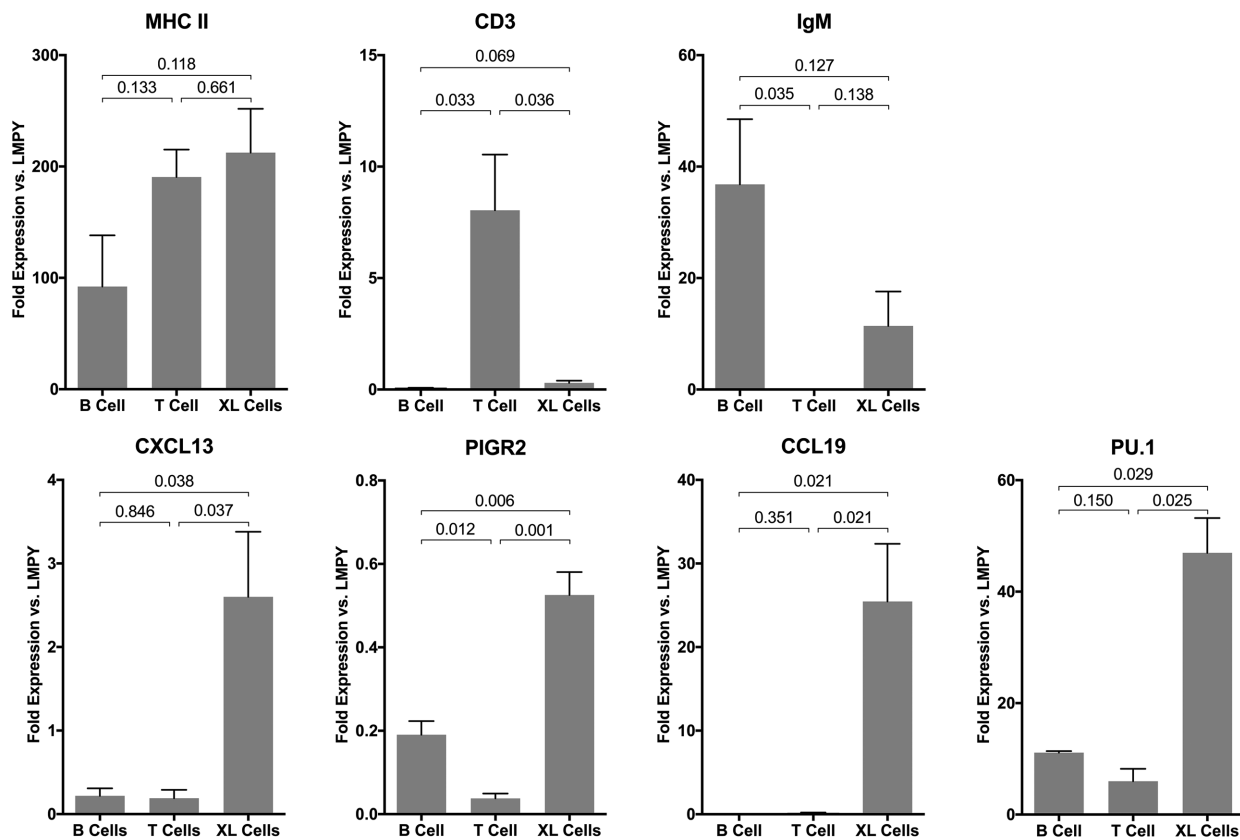 MHC II
Fold Expression vs. LMPY
300
200
100
0
0.118
0.133
0.661
B Cell
T Cell
XL Cells
CD3
Fold Expression vs. LMPY
15
10
5
0
0.069
0.033
0.036
B Cell
T Cell
XL Cells
IgM
Fold Expression vs. LMPY
60
40
20
0
0.127
0.035
0.138
B Cell
T Cell
XL Cells
CXCL13
Fold Expression vs. LMPY
4
3
2
1
0
0.038
0.846
0.037
B Cells
T Cells
XL Cells
PIGR2
Fold Expression vs. LMPY
0.8
0.6
0.4
0.2
0.0
0.006
0.012
0.001
B Cell
T Cell
XL Cells
CCL19
Fold Expression vs. LMPY
40
30
20
10
0
0.021
0.351
0.021
B Cell
T Cell
XL Cells
PU.1
Fold Expression vs. LMPY
60
40
20
0
0.029
0.150
0.025
B Cell
T Cell
XL Cells